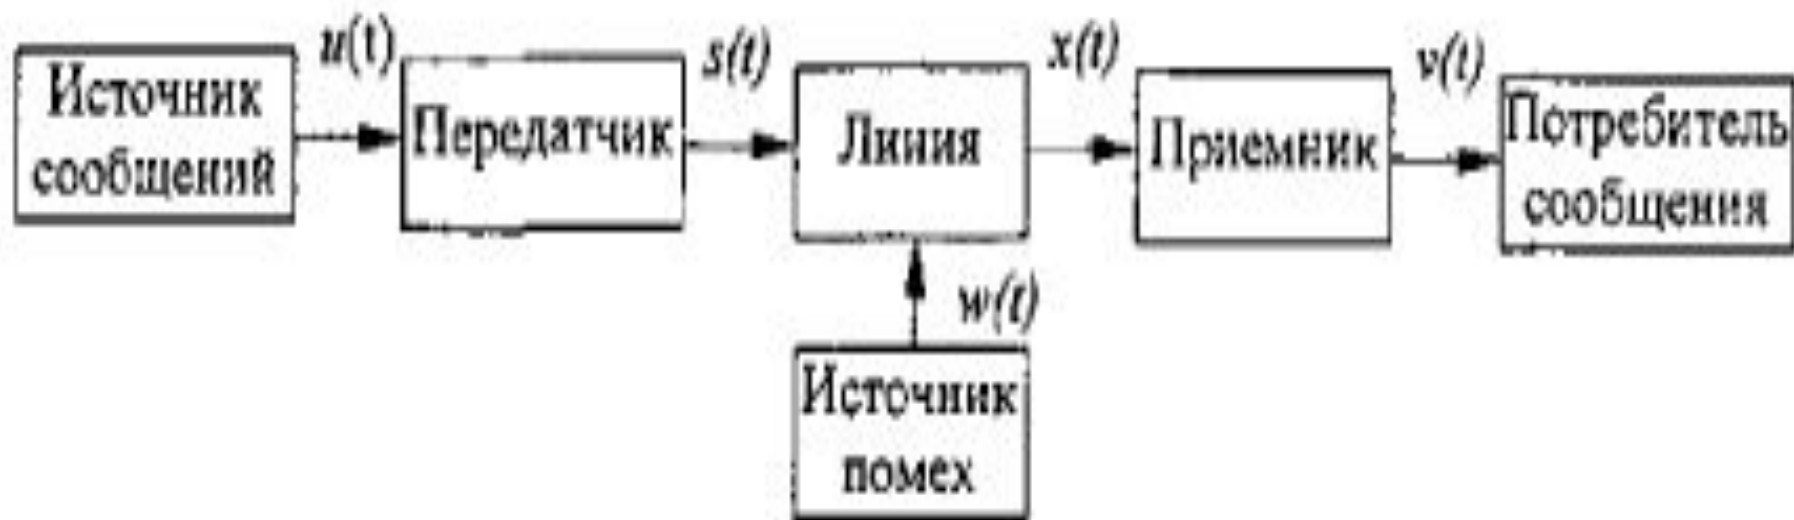 u(t)
s(t)
x(t)
v(t)
Источник
сообщений
Передатчик
Линия
Приемник
Потребитель
сообщения
w(t)
Источник
помех